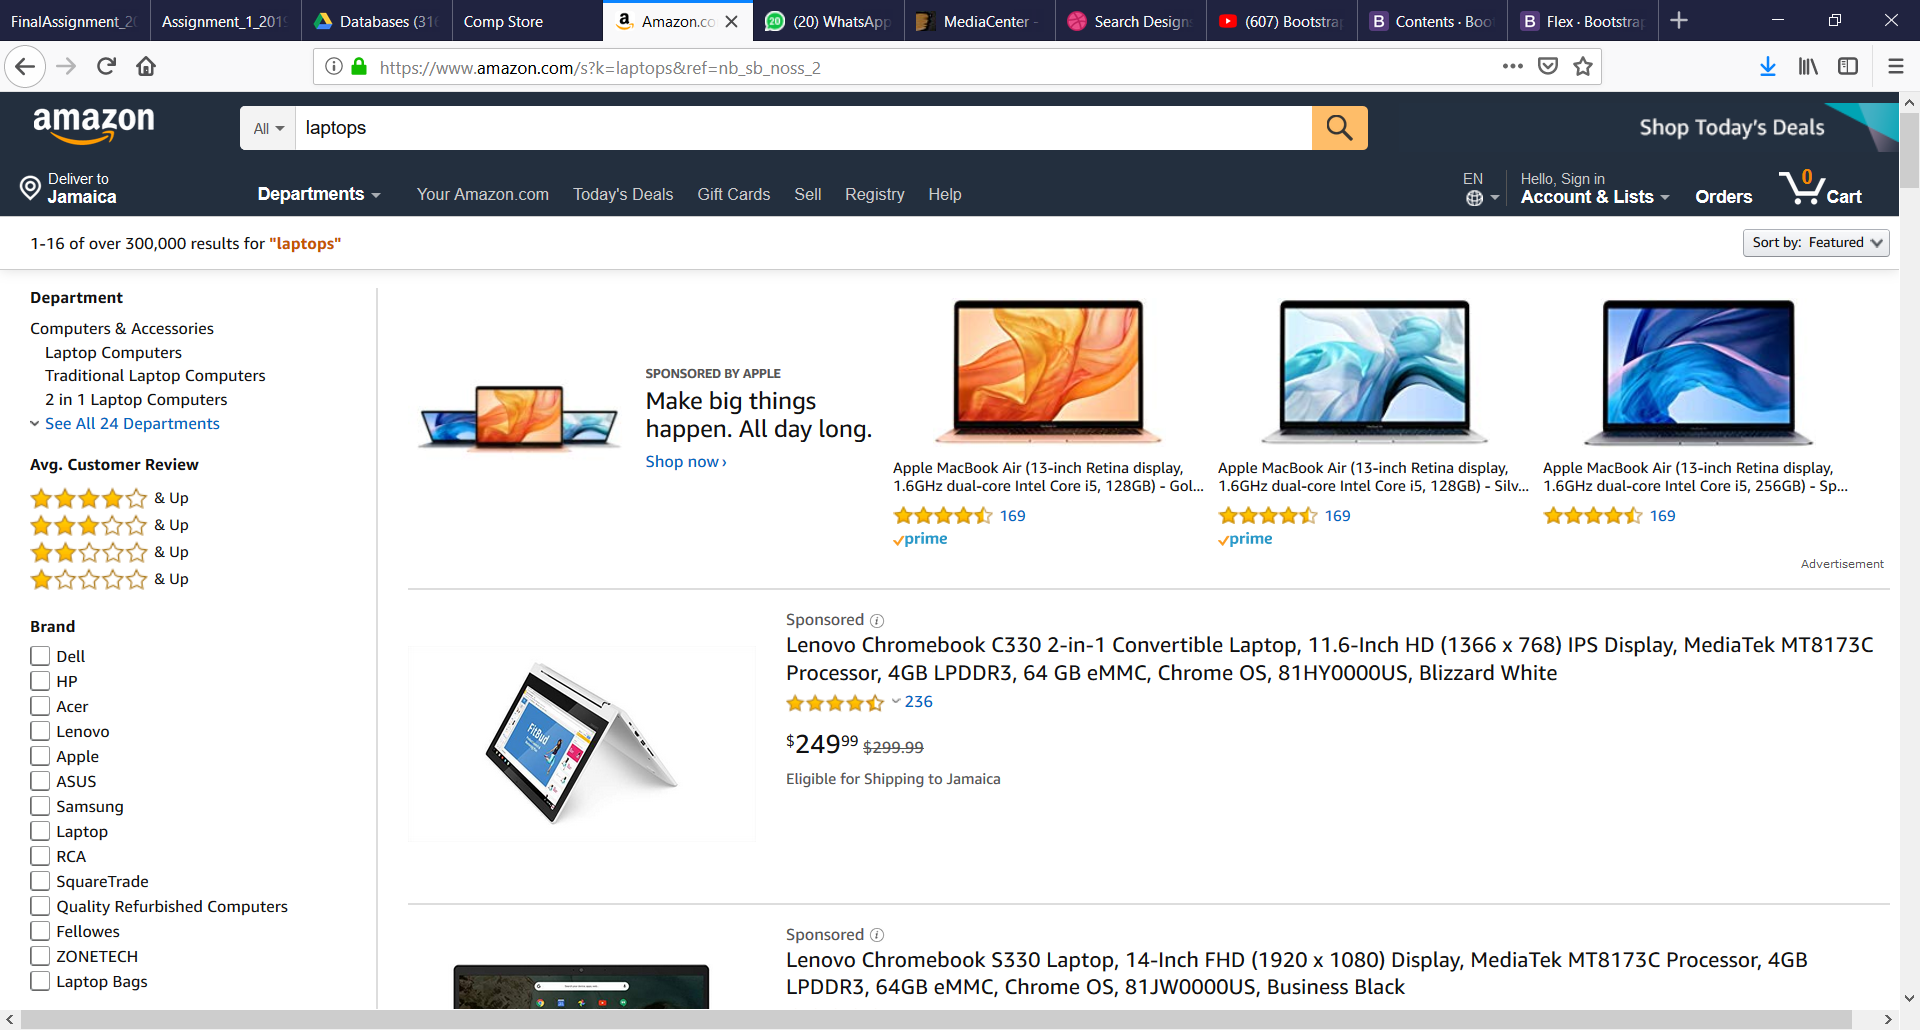 FinalAssignment_20
Assignment_1_2019
Databases (316
Comp Store
Amazon.co
(20) WhatsApp
MediaCenter -
Search Designs
(607) Bootstrap
Contents · Boo
Flex · Bootstrap
https://www.amazon.com/s?k=laptops&ref=nb_sb_noss_2
amazon
All
laptops
Shop Today's Deals
Deliver to
Jamaica
Departments
Your Amazon.com
Today's Deals
Gift Cards
Sell
Registry
Help
EN
Hello, Sign in
Account & Lists
Orders
0
Cart
1-16 of over 300,000 results for "laptops"
Sort by: Featured
Department
Computers & Accessories
Laptop Computers
Traditional Laptop Computers
2 in 1 Laptop Computers
See All 24 Departments
Avg. Customer Review
& Up
& Up
& Up
& Up
Brand
Dell
HP
Acer
Lenovo
Apple
ASUS
Samsung
Laptop
RCA
SquareTrade
Quality Refurbished Computers
Fellowes
ZONETECH
Laptop Bags
SPONSORED BY APPLE
Make big things
happen. All day long.
Shop now ›
Apple MacBook Air (13-inch Retina display,
1.6GHz dual-core Intel Core i5, 128GB) - Gol...
169
prime
Apple MacBook Air (13-inch Retina display,
1.6GHz dual-core Intel Core i5, 128GB) - Silv...
169
prime
Apple MacBook Air (13-inch Retina display,
1.6GHz dual-core Intel Core i5, 256GB) - Sp...
169
Advertisement
Sponsored
Lenovo Chromebook C330 2-in-1 Convertible Laptop, 11.6-Inch HD (1366 x 768) IPS Display, MediaTek MT8173C
Processor, 4GB LPDDR3, 64 GB eMMC, Chrome OS, 81HY0000US, Blizzard White
236
$249.99 $299.99
Eligible for Shipping to Jamaica
FitBud
Sponsored
Lenovo Chromebook S330 Laptop, 14-Inch FHD (1920 x 1080) Display, MediaTek MT8173C Processor, 4GB
LPDDR3, 64GB eMMC, Chrome OS, 81JW0000US, Business Black